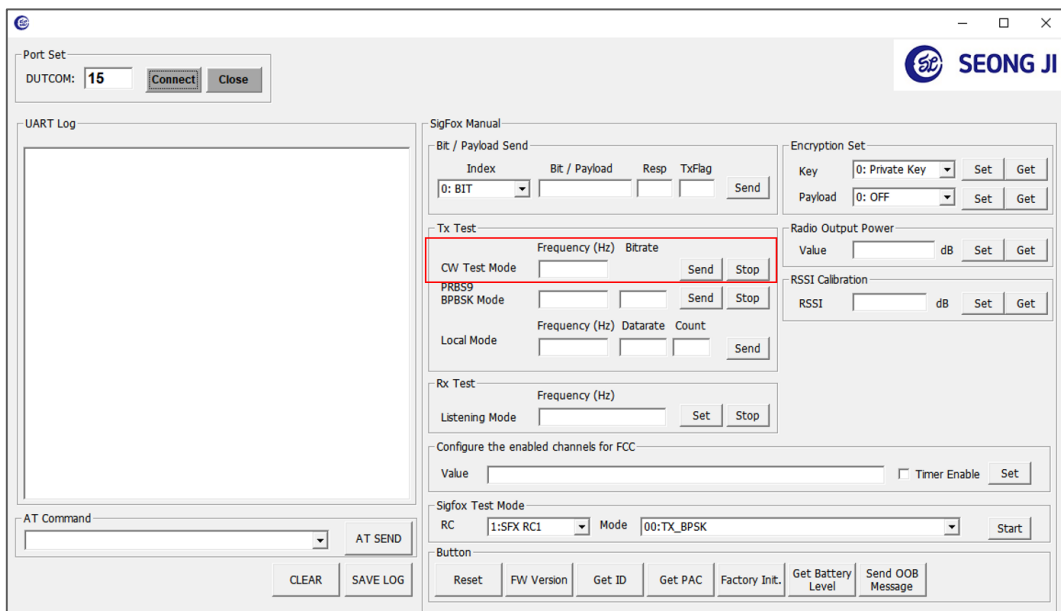 Port Set
DUTCOM: 15 Connect Close
SEONG JI
UART Log
SigFox Manual
Bit / Payload Send
Index Bit / Payload Resp TxFlag
0: BIT Send
Encryption Set
Key 0: Private Key Set Get
Payload 0: OFF Set Get
Tx Test
Frequency (Hz) Bitrate
CW Test Mode Send Stop
PRBS9
BPBSK Mode Send Stop
Frequency (Hz) Datarate Count
Local Mode Send
Radio Output Power
Value dB Set Get
RSSI Calibration
RSSI dB Set Get
Rx Test
Frequency (Hz)
Listening Mode Set Stop
Configure the enabled channels for FCC
Value Timer Enable Set
Sigfox Test Mode
RC 1:SFX RC1 Mode 00:TX_BPSK Start
AT Command
AT SEND
CLEAR SAVE LOG
Button
Reset FW Version Get ID Get PAC Factory Init. Get Battery Level Send OOB Message